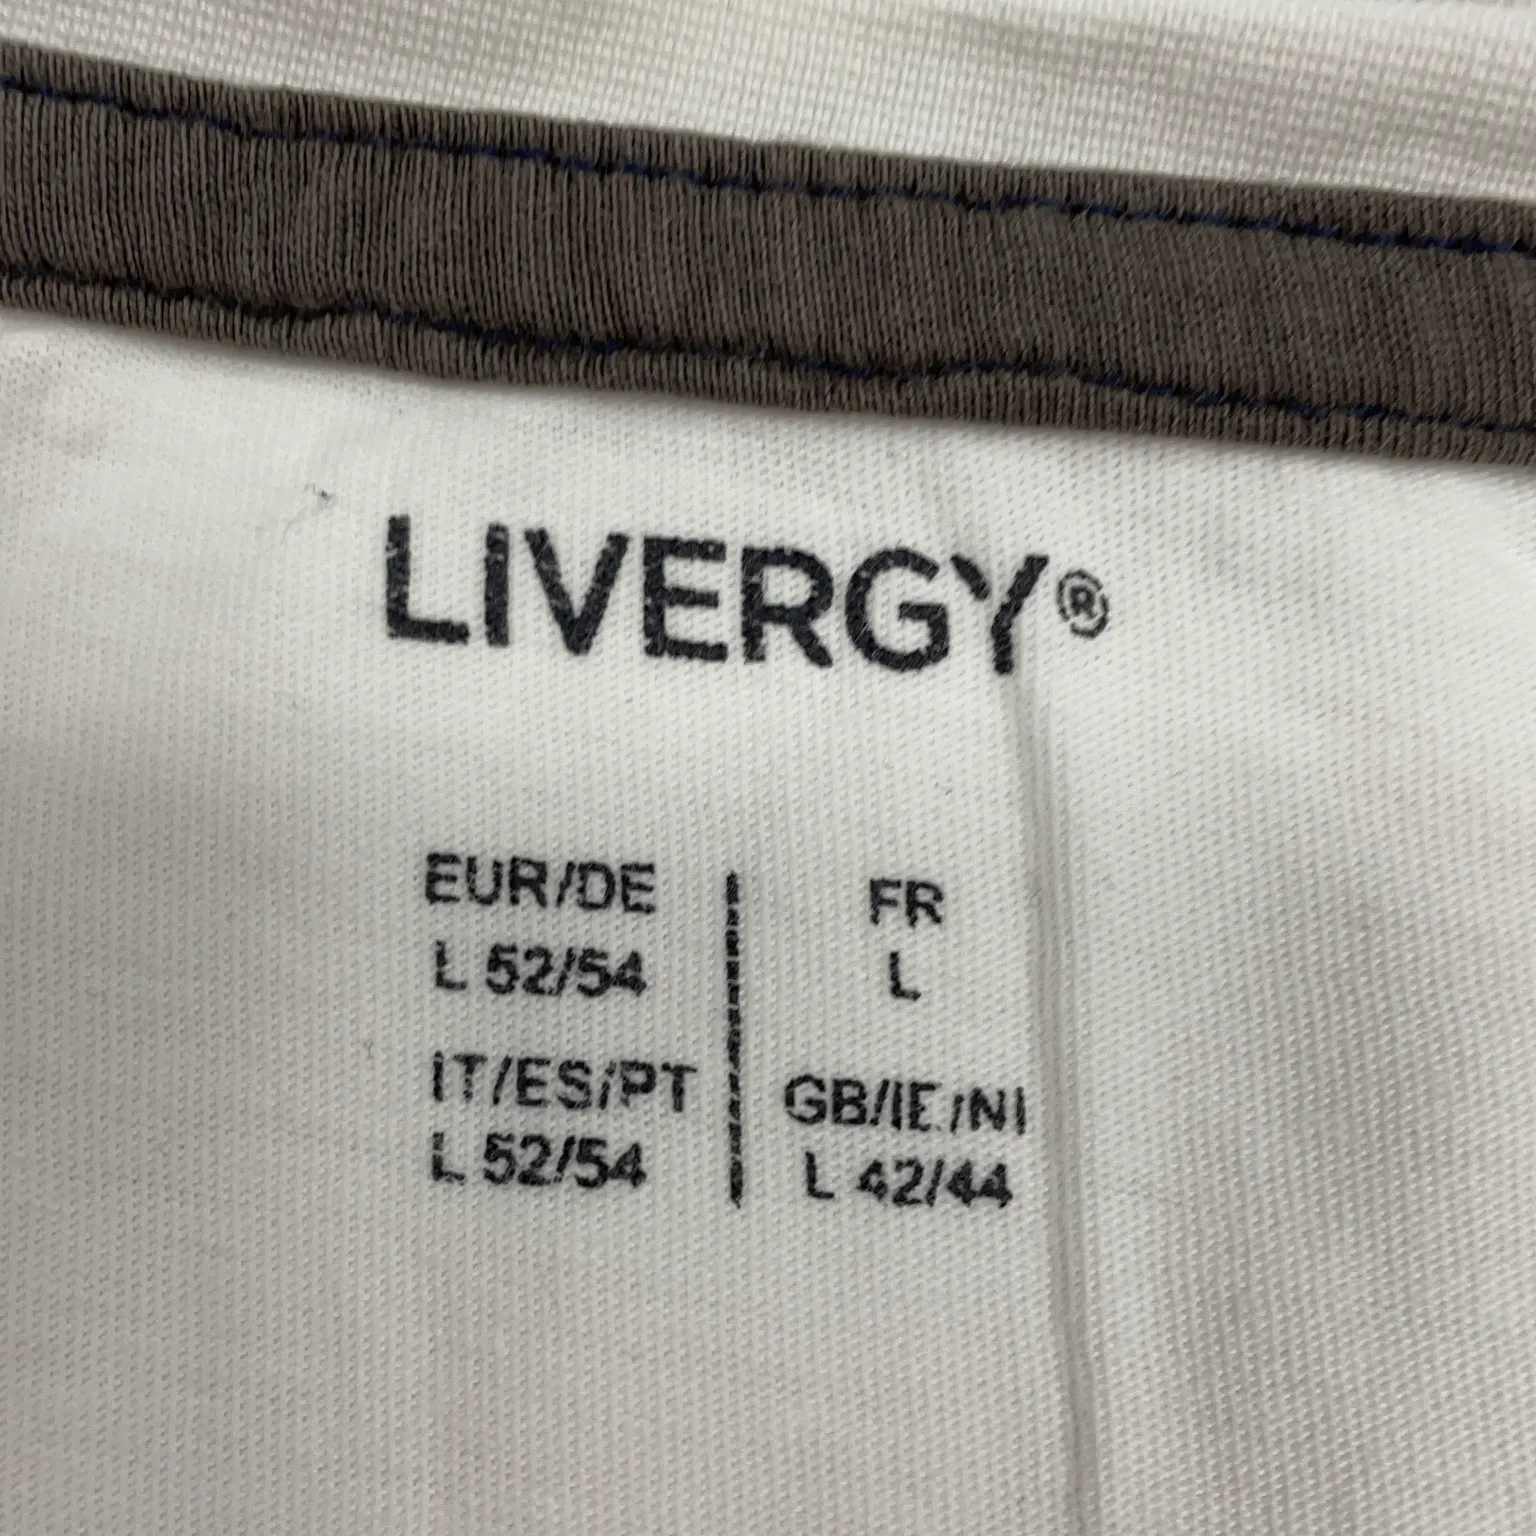 LIVERGY®
EUR/DE
L 52/54
IT/ES/PT
L 52/54
FR
L
GB/IE/NI
L 42/44